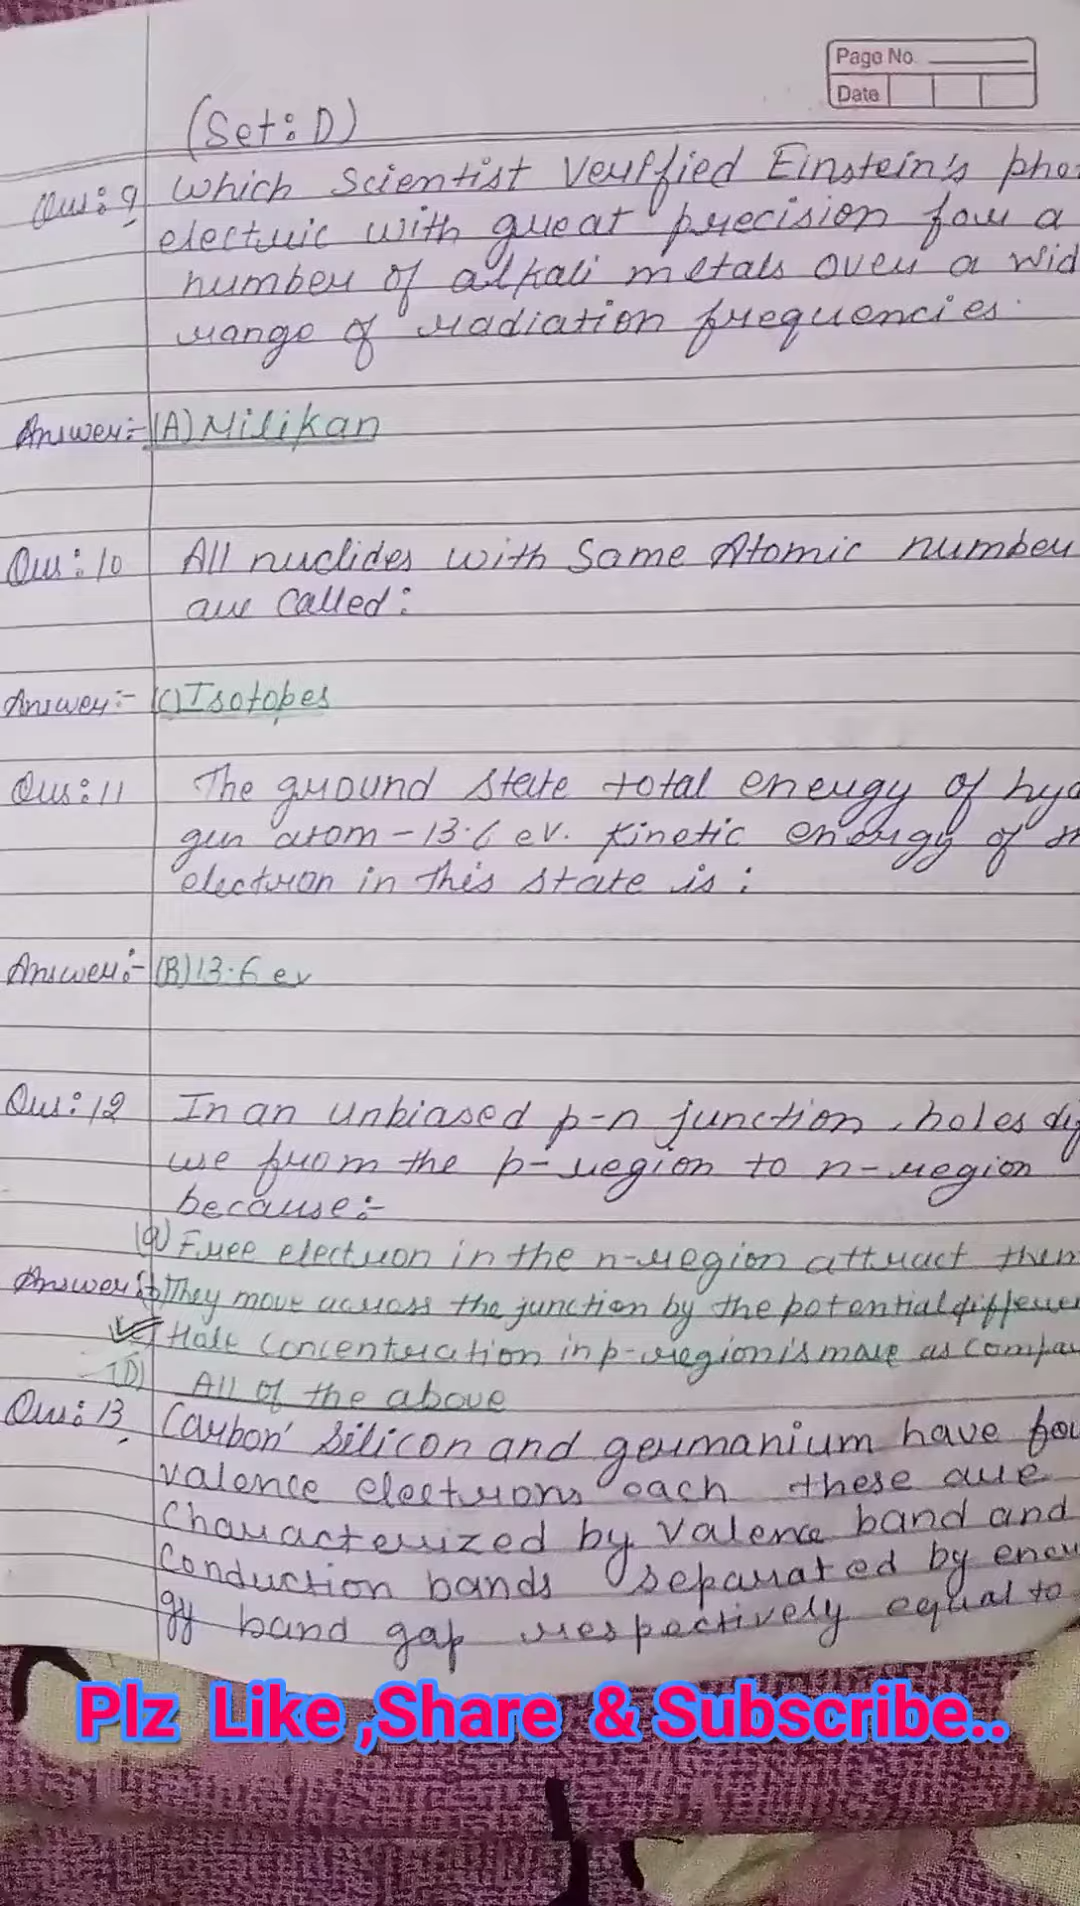 Page No.
Date
(Set:D)
Qus:9 Which Scientist Verified Einstein's pho-
electric with great precision for a
number of alkali metals over a wid
range of radiation frequencies.
Answer:- (A) Milikan
Qus:10 All nuclides with Same Atomic number
are Called:
Answer:- (C) Isotopes
Qus:11 The ground state total energy of hyd
gen atom -13.6 ev. Kinetic energy of
electron in this state is:
Answer:- (B) 13.6 ev
Qus:12 In an unbiased p-n junction, holes dif
use from the p-region to n-region
because:-
(a) Free electron in the n-region attract them
Answer (b) They move across the junction by the potential differen
Hole Concentration in p-region is more as Compa
(D) All of the above
Qus:13 Carbon' Silicon and germanium have fou
valence electrons each these are
Characterized by Valence band and
Conduction bands separated by ener
gy band gap respectively equal to
Plz Like ,Share & Subscribe..